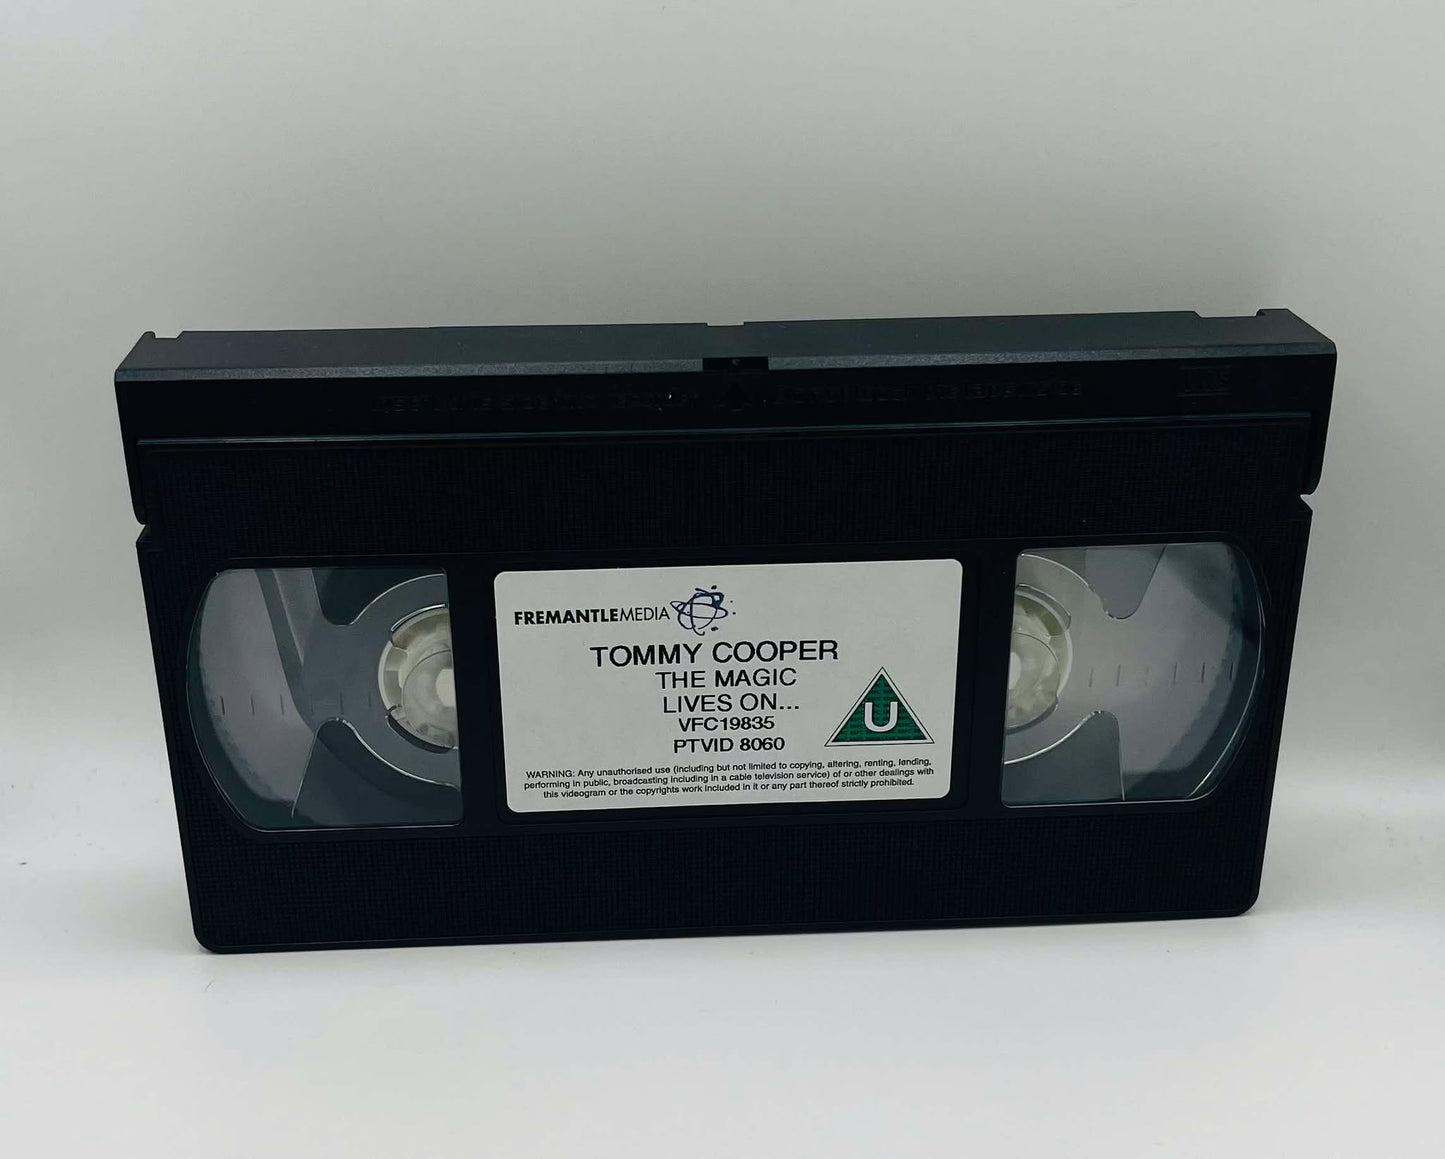 FREMANTLEMEDIA
TOMMY COOPER
THE MAGIC
LIVES ON...
VFC19835
PTVID 8060
U
WARNING: Any unauthorised use (including but not limited to copying, altering, renting, lending,
performing in public, broadcasting including in a cable television service) of or other dealings with
this videogram or the copyrights work included in it or any part thereof strictly prohibited.